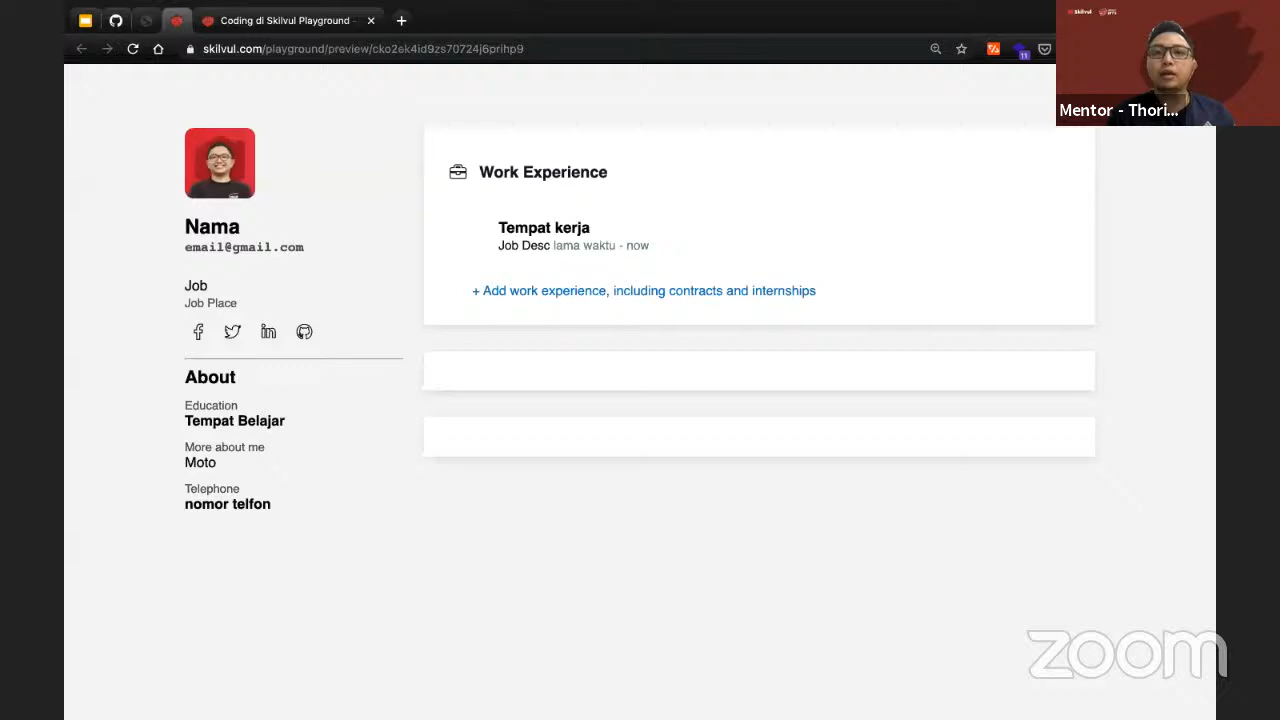 Coding di Skilvul Playground -
skilvul.com/playground/preview/cko2ek4id9zs70724j6prihp9
11
Skilvul
Mentor - Thori...
Nama
email@gmail.com
Job
Job Place
About
Education
Tempat Belajar
More about me
Moto
Telephone
nomor telfon
Work Experience
Tempat kerja
Job Desc lama waktu - now
+ Add work experience, including contracts and internships
zoom